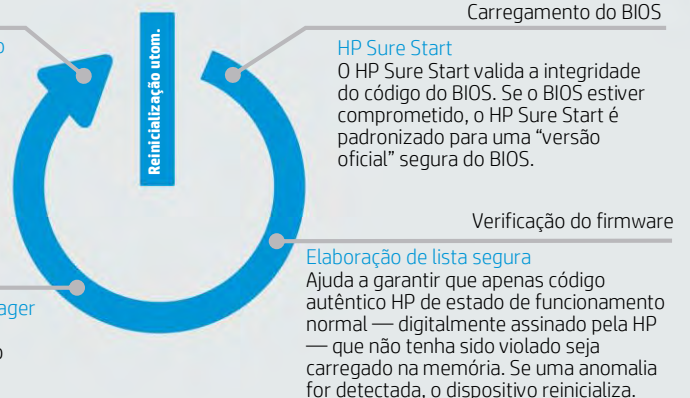 Carregamento do BIOS
HP Sure Start
O HP Sure Start valida a integridade
do código do BIOS. Se o BIOS estiver
comprometido, o HP Sure Start é
padronizado para uma “versão
oficial” segura do BIOS.
Reinicialização utom.
Verificação do firmware
Elaboração de lista segura
Ajuda a garantir que apenas código
autêntico HP de estado de funcionamento
normal — digitalmente assinado pela HP
— que não tenha sido violado seja
carregado na memória. Se uma anomalia
for detectada, o dispositivo reinicializa.
o
ager
o